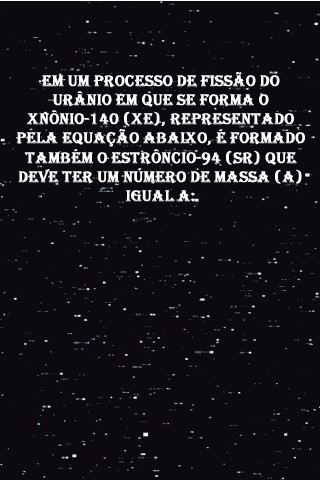 -EM UM PROCESSO DE FISSÃO DO
URÂNIO EM QUE SE FORMA O
XNÔNIO-140 (XE), REPRESENTADO
PELA EQUAÇÃO ABAIXO, É FORMADO
TAMBÉM O ESTRÔNCIO-94 (SR) QUE
DEVE TER UM NÚMERO DE MASSA (A)
IGUAL A:.